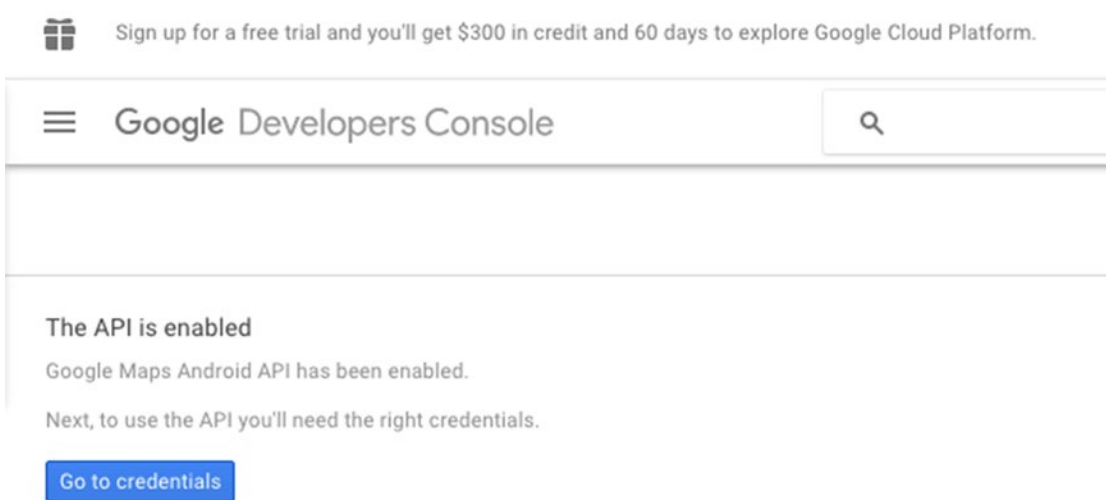 Sign up for a free trial and you'll get $300 in credit and 60 days to explore Google Cloud Platform.
Google Developers Console
The API is enabled
Google Maps Android API has been enabled.
Next, to use the API you'll need the right credentials.
Go to credentials